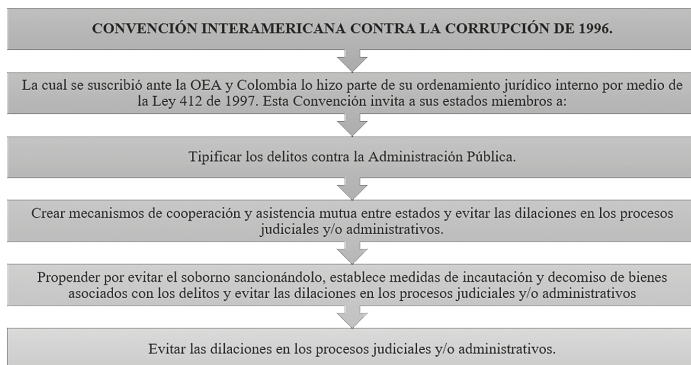 CONVENCIÓN INTERAMERICANA CONTRA LA CORRUPCIÓN DE 1996.
La cual se suscribió ante la OEA y Colombia lo hizo parte de su ordenamiento jurídico interno por medio de
la Ley 412 de 1997. Esta Convención invita a sus estados miembros a:
Tipificar los delitos contra la Administración Pública.
Crear mecanismos de cooperación y asistencia mutua entre estados y evitar las dilaciones en los procesos
judiciales y/o administrativos.
Propender por evitar el soborno sancionándolo, establece medidas de incautación y decomiso de bienes
asociados con los delitos y evitar las dilaciones en los procesos judiciales y/o administrativos
Evitar las dilaciones en los procesos judiciales y/o administrativos.